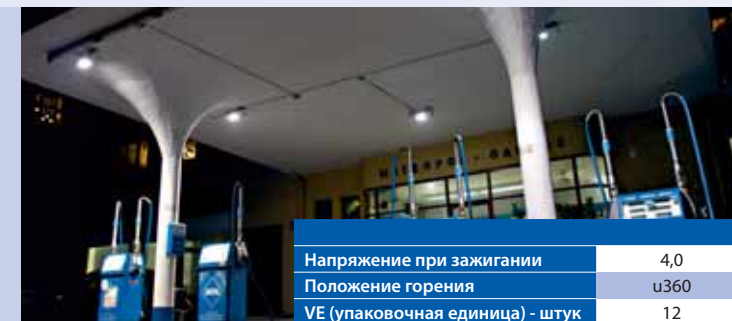 Напряжение при зажигании 4,0
Положение горения u360
VE (упаковочная единица) - штук 12